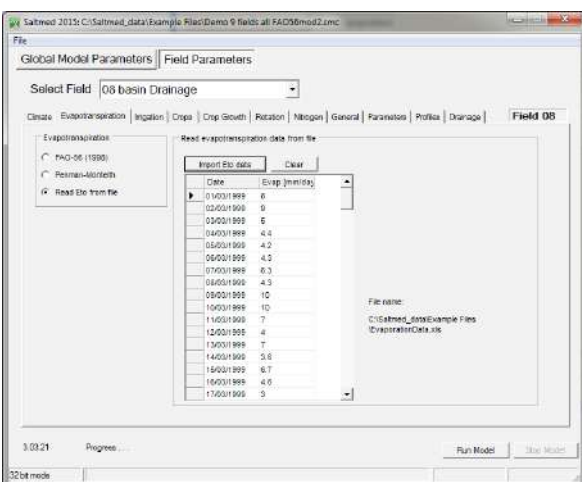 Saltmed 2015: C:\Saltmed_data\Example Files\Demo 9 fields all FAO56mod2.smc
File
Global Model Parameters Field Parameters
Select Field 08 basin Drainage
Climate Evapotranspiration Irrigation Crops Crop Growth Rotation Nitrogen General Parameters Profiles Drainage Field 08
Evapotranspiration
FAO-56 (1998)
Penman-Monteith
Read Eto from file
Read evapotranspiration data from file
Import Eto data Clear
Date Evap [mm/day
01/03/1999 6
02/03/1999 9
03/03/1999 5
04/03/1999 4.4
05/03/1999 4.2
06/03/1999 4.3
07/03/1999 6.3
08/03/1999 4.3
09/03/1999 10
10/03/1999 10
11/03/1999 7
12/03/1999 4
13/03/1999 7
14/03/1999 3.8
15/03/1999 6.7
16/03/1999 4.6
17/03/1999 3
File name:
C:\Saltmed_data\Example Files
\EvaporationData.xls
3.03.21 Progress . . .
Run Model Stop Model
32 bit mode